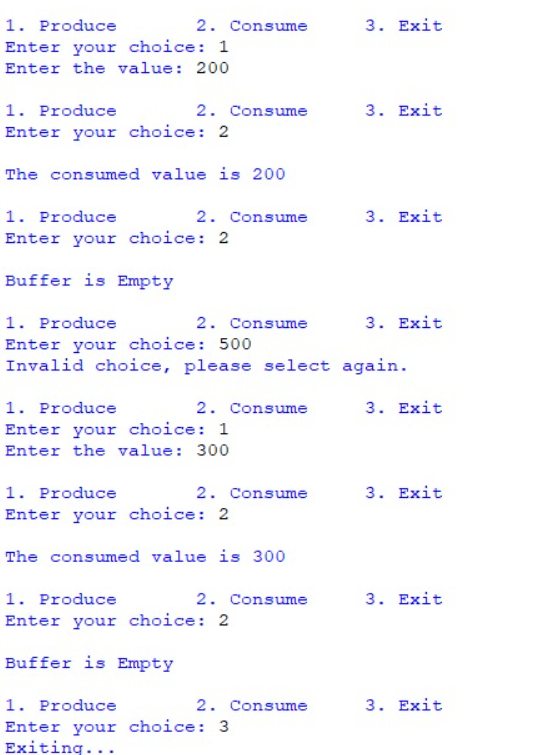 1. Produce 2. Consume 3. Exit
Enter your choice: 1
Enter the value: 200
1. Produce 2. Consume 3. Exit
Enter your choice: 2
The consumed value is 200
1. Produce 2. Consume 3. Exit
Enter your choice: 2
Buffer is Empty
1. Produce 2. Consume 3. Exit
Enter your choice: 500
Invalid choice, please select again.
1. Produce 2. Consume 3. Exit
Enter your choice: 1
Enter the value: 300
1. Produce 2. Consume 3. Exit
Enter your choice: 2
The consumed value is 300
1. Produce 2. Consume 3. Exit
Enter your choice: 2
Buffer is Empty
1. Produce 2. Consume 3. Exit
Enter your choice: 3
Exiting...